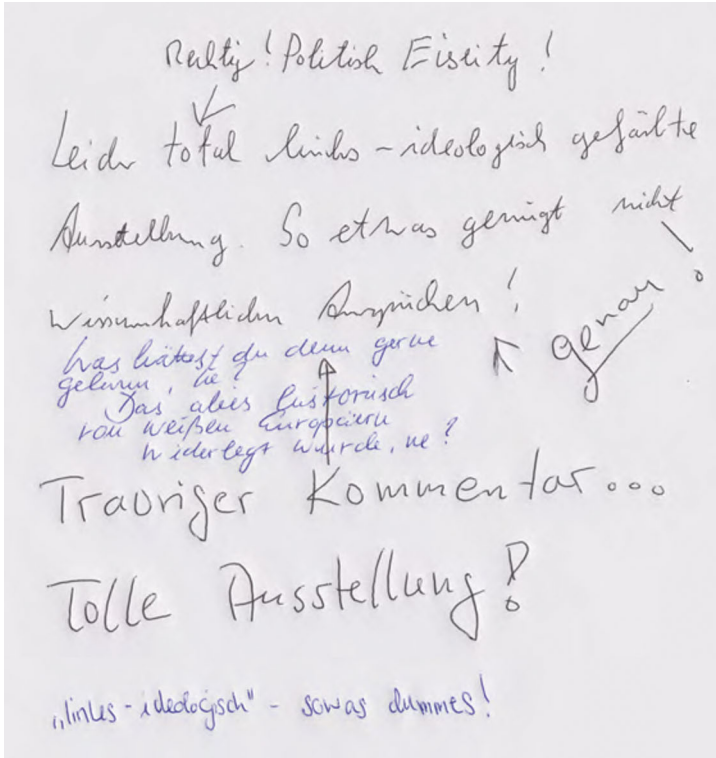 Richtig! Politisch Einseitig!
Leider total links-ideologisch gefärbte
Ausstellung. So etwas genügt nicht
wissenschaftlichen Ansprüchen!
genau!
Was hättest du denn gerne
gelesen, he?
Das alles historisch
von weißen Europäern
widerlegt wurde, ne?
Trauriger Kommentar...
Tolle Ausstellung!
„links-ideologisch" - sowas dummes!